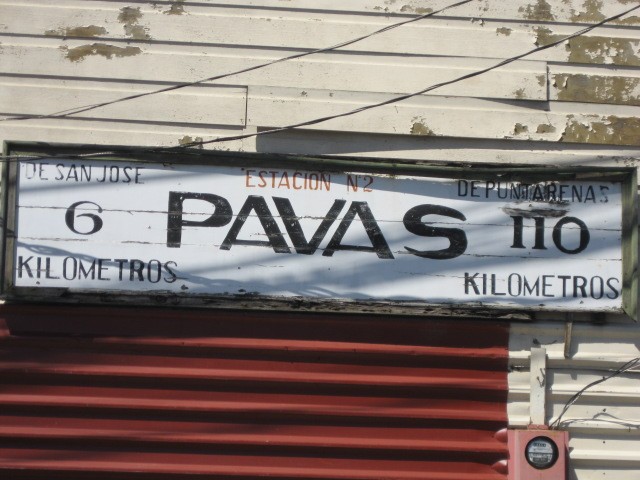 DE SAN JOSE
6
KILOMETROS
ESTACION N2
PAVAS
DE PUNTARENAS
110
KILOMETROS